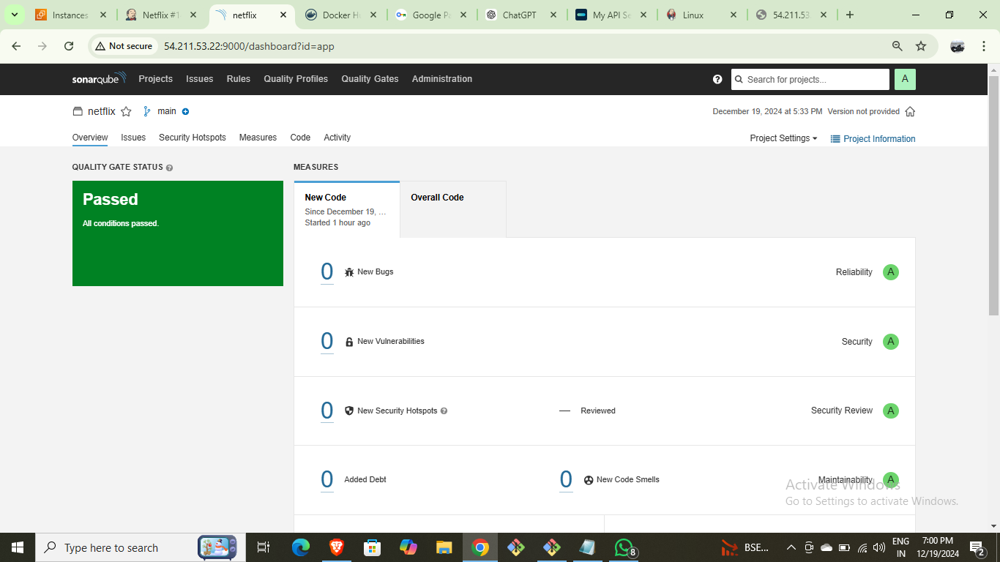 Instances
Netflix #1
netflix
Docker H
Google Pa
ChatGPT
My API Se
Linux
54.211.53.
Not secure
54.211.53.22:9000/dashboard?id=app
sonarqube
Projects
Issues
Rules
Quality Profiles
Quality Gates
Administration
Search for projects...
A
netflix
main
December 19, 2024 at 5:33 PM
Version not provided
Overview
Issues
Security Hotspots
Measures
Code
Activity
Project Settings
Project Information
QUALITY GATE STATUS
MEASURES
Passed
All conditions passed.
New Code
Since December 19, ...
Started 1 hour ago
Overall Code
0 New Bugs
Reliability A
0 New Vulnerabilities
Security A
0 New Security Hotspots
— Reviewed
Security Review A
0 Added Debt
0 New Code Smells
Maintainability A
Activate Windows
Go to Settings to activate Windows.
Type here to search
8
BSE...
ENG
IN
7:00 PM
12/19/2024
2